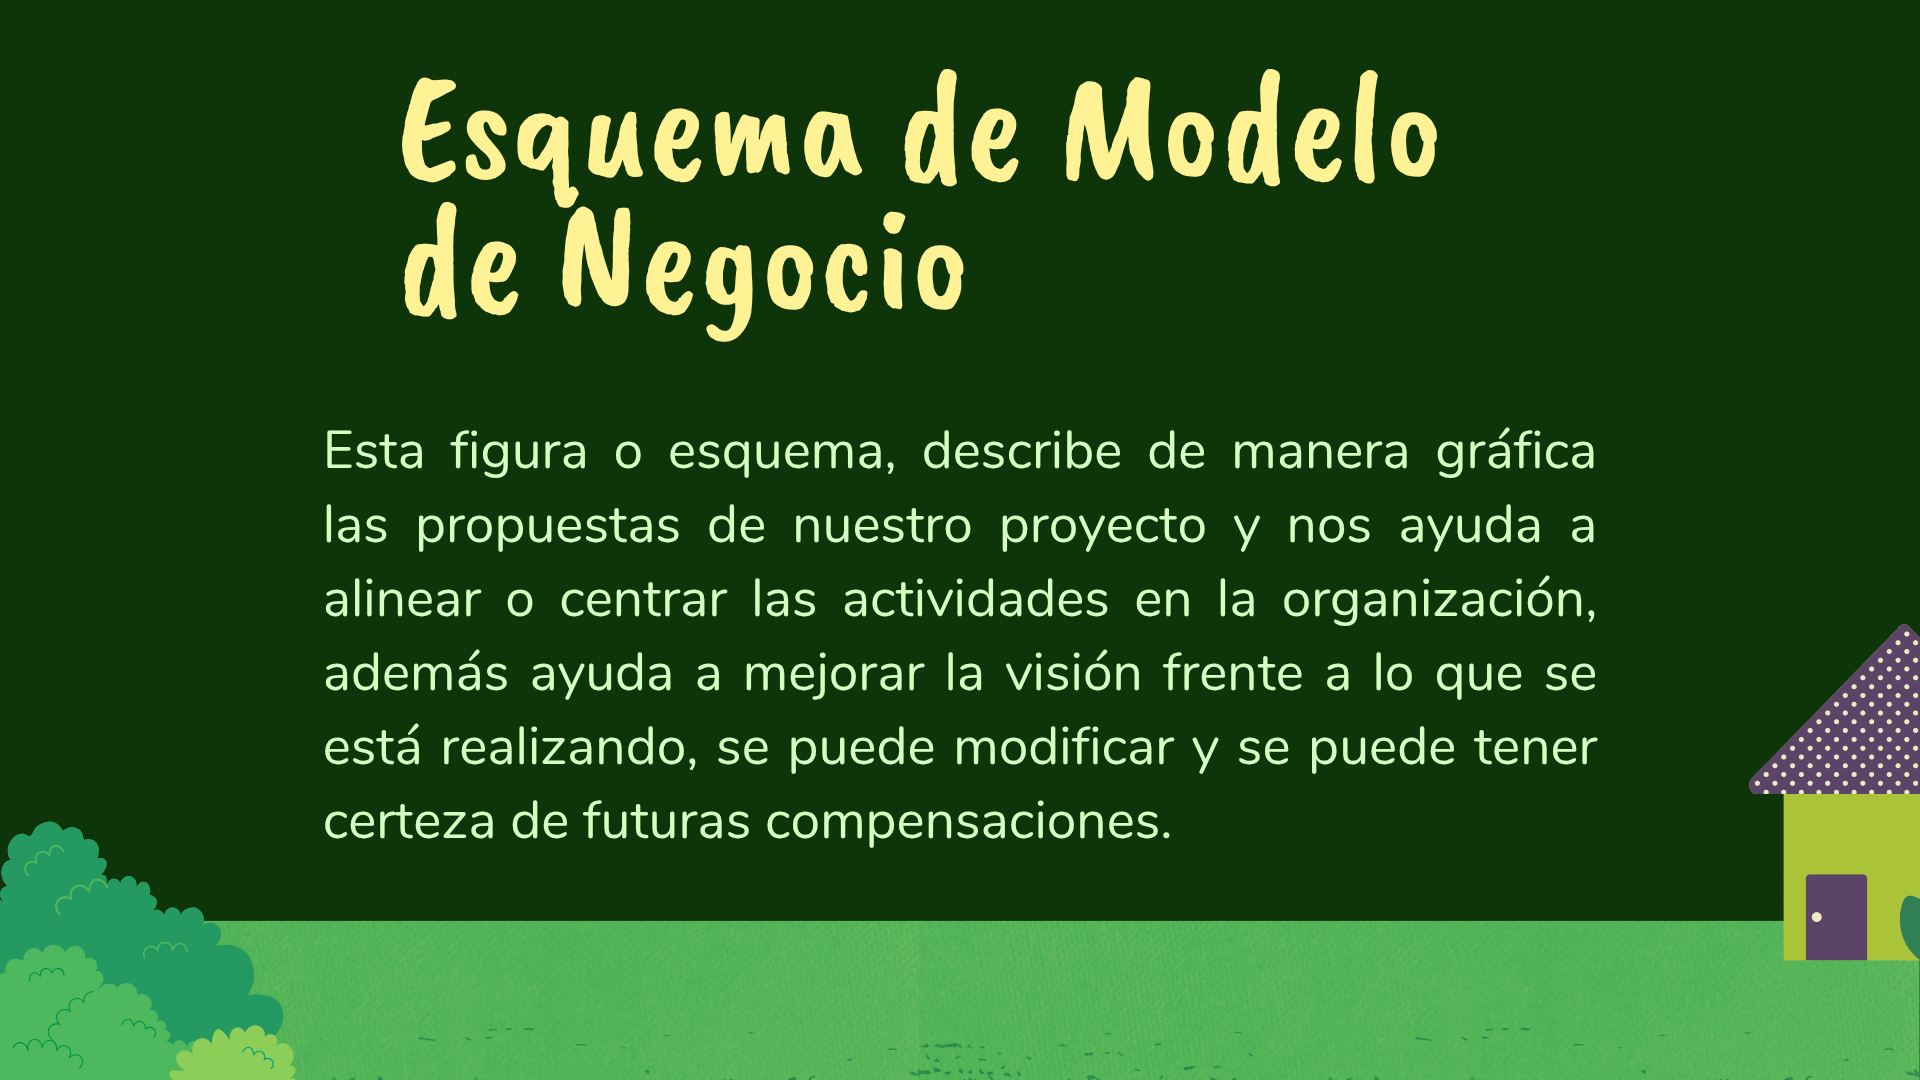 Esquema de Modelo
de Negocio
Esta figura o esquema, describe de manera gráfica
las propuestas de nuestro proyecto y nos ayuda a
alinear o centrar las actividades en la organización,
además ayuda a mejorar la visión frente a lo que se
está realizando, se puede modificar y se puede tener
certeza de futuras compensaciones.